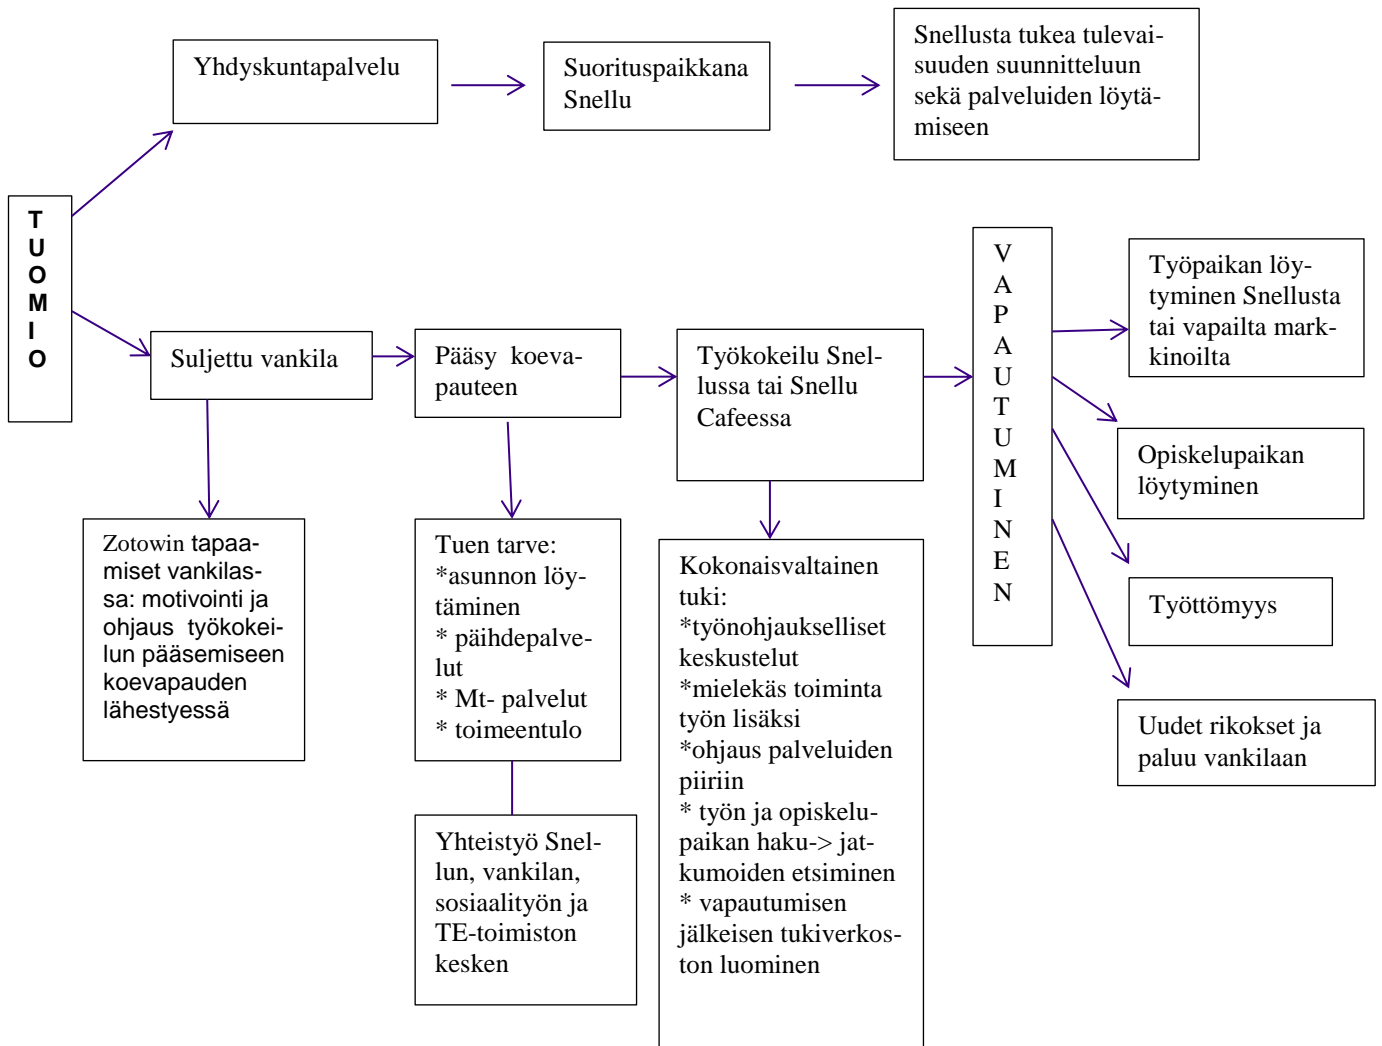 Yhdyskuntapalvelu
Suorituspaikkana
Snellu
Snellusta tukea tulevai-
suuden suunnitteluun
sekä palveluiden löytä-
miseen
T
U
O
M
I
O
Suljettu vankila
Pääsy koeva-
pauteen
Työkokeilu Snel-
lussa tai Snellu
Cafeessa
V
A
P
A
U
T
U
M
I
N
E
N
Työpaikan löy-
tyminen Snellusta
tai vapailta mark-
kinoilta
Opiskelupaikan
löytyminen
Työttömyys
Uudet rikokset ja
paluu vankilaan
Zotowin tapaa-
miset vankilas-
sa: motivointi ja
ohjaus työkokei-
lun pääsemiseen
koevapauden
lähestyessä
Tuen tarve:
*asunnon löy-
täminen
* päihdepalve-
lut
* Mt- palvelut
* toimeentulo
Yhteistyö Snel-
lun, vankilan,
sosiaalityön ja
TE-toimiston
kesken
Kokonaisvaltainen
tuki:
*työnohjaukselliset
keskustelut
*mielekäs toiminta
työn lisäksi
*ohjaus palveluiden
piiriin
* työn ja opiskelu-
paikan haku-> jat-
kumoiden etsiminen
* vapautumisen
jälkeisen tukiverkos-
ton luominen